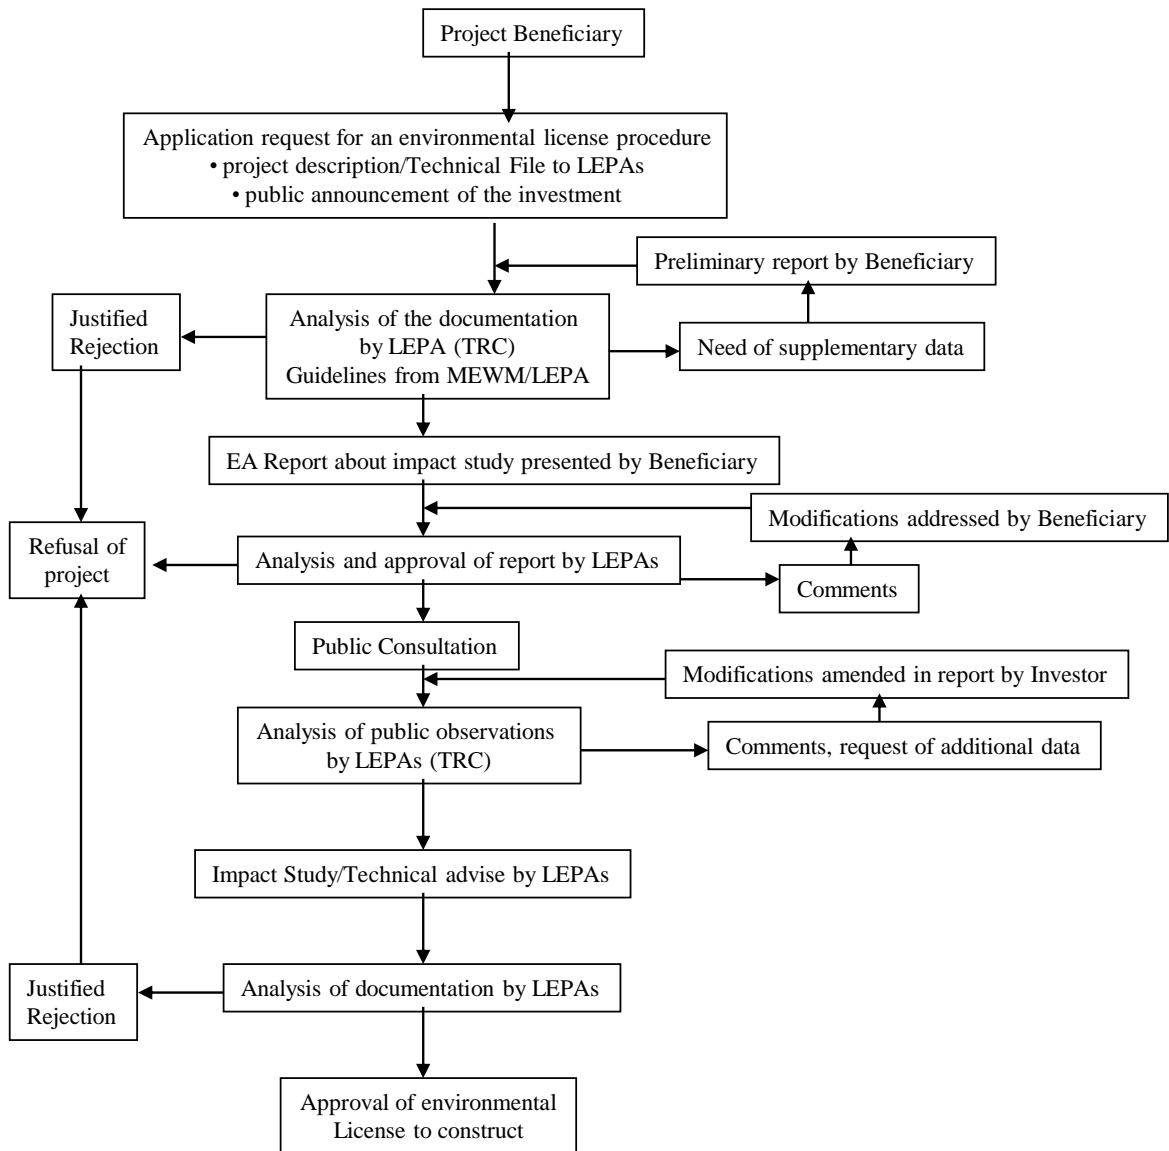 Project Beneficiary
Application request for an environmental license procedure
• project description/Technical File to LEPAs
• public announcement of the investment
Preliminary report by Beneficiary
Justified
Rejection
Analysis of the documentation
by LEPA (TRC)
Guidelines from MEWM/LEPA
Need of supplementary data
EA Report about impact study presented by Beneficiary
Modifications addressed by Beneficiary
Refusal of
project
Analysis and approval of report by LEPAs
Comments
Public Consultation
Modifications amended in report by Investor
Analysis of public observations
by LEPAs (TRC)
Comments, request of additional data
Impact Study/Technical advise by LEPAs
Justified
Rejection
Analysis of documentation by LEPAs
Approval of environmental
License to construct